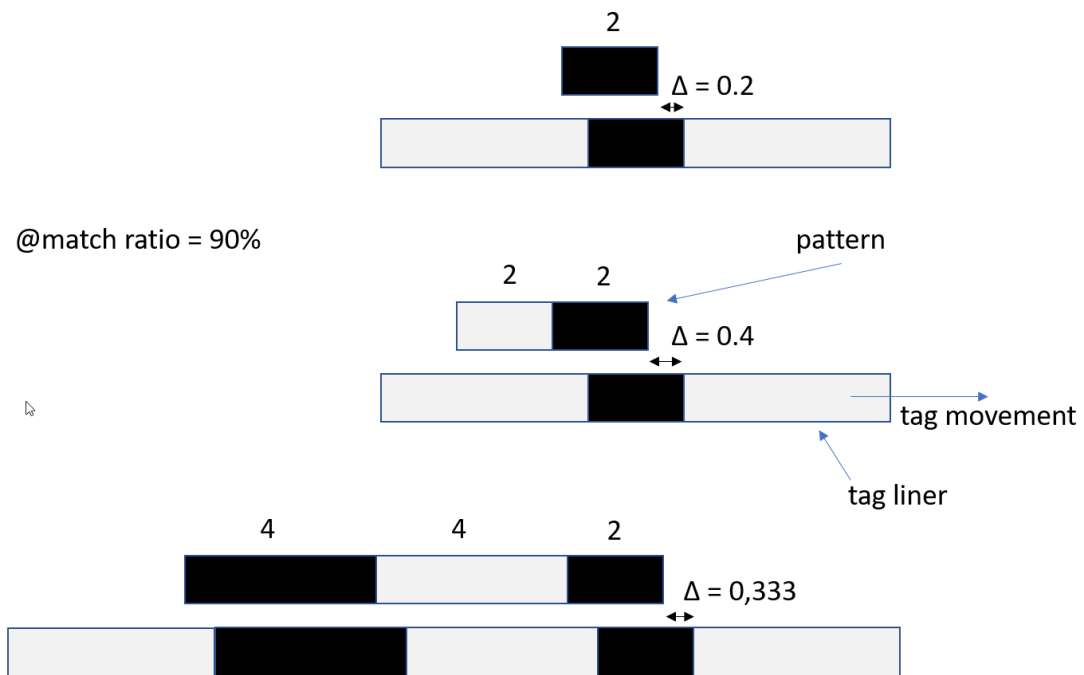 2
Δ = 0.2
@match ratio = 90%
pattern
2 2
Δ = 0.4
tag movement
tag liner
4 4 2
Δ = 0,333